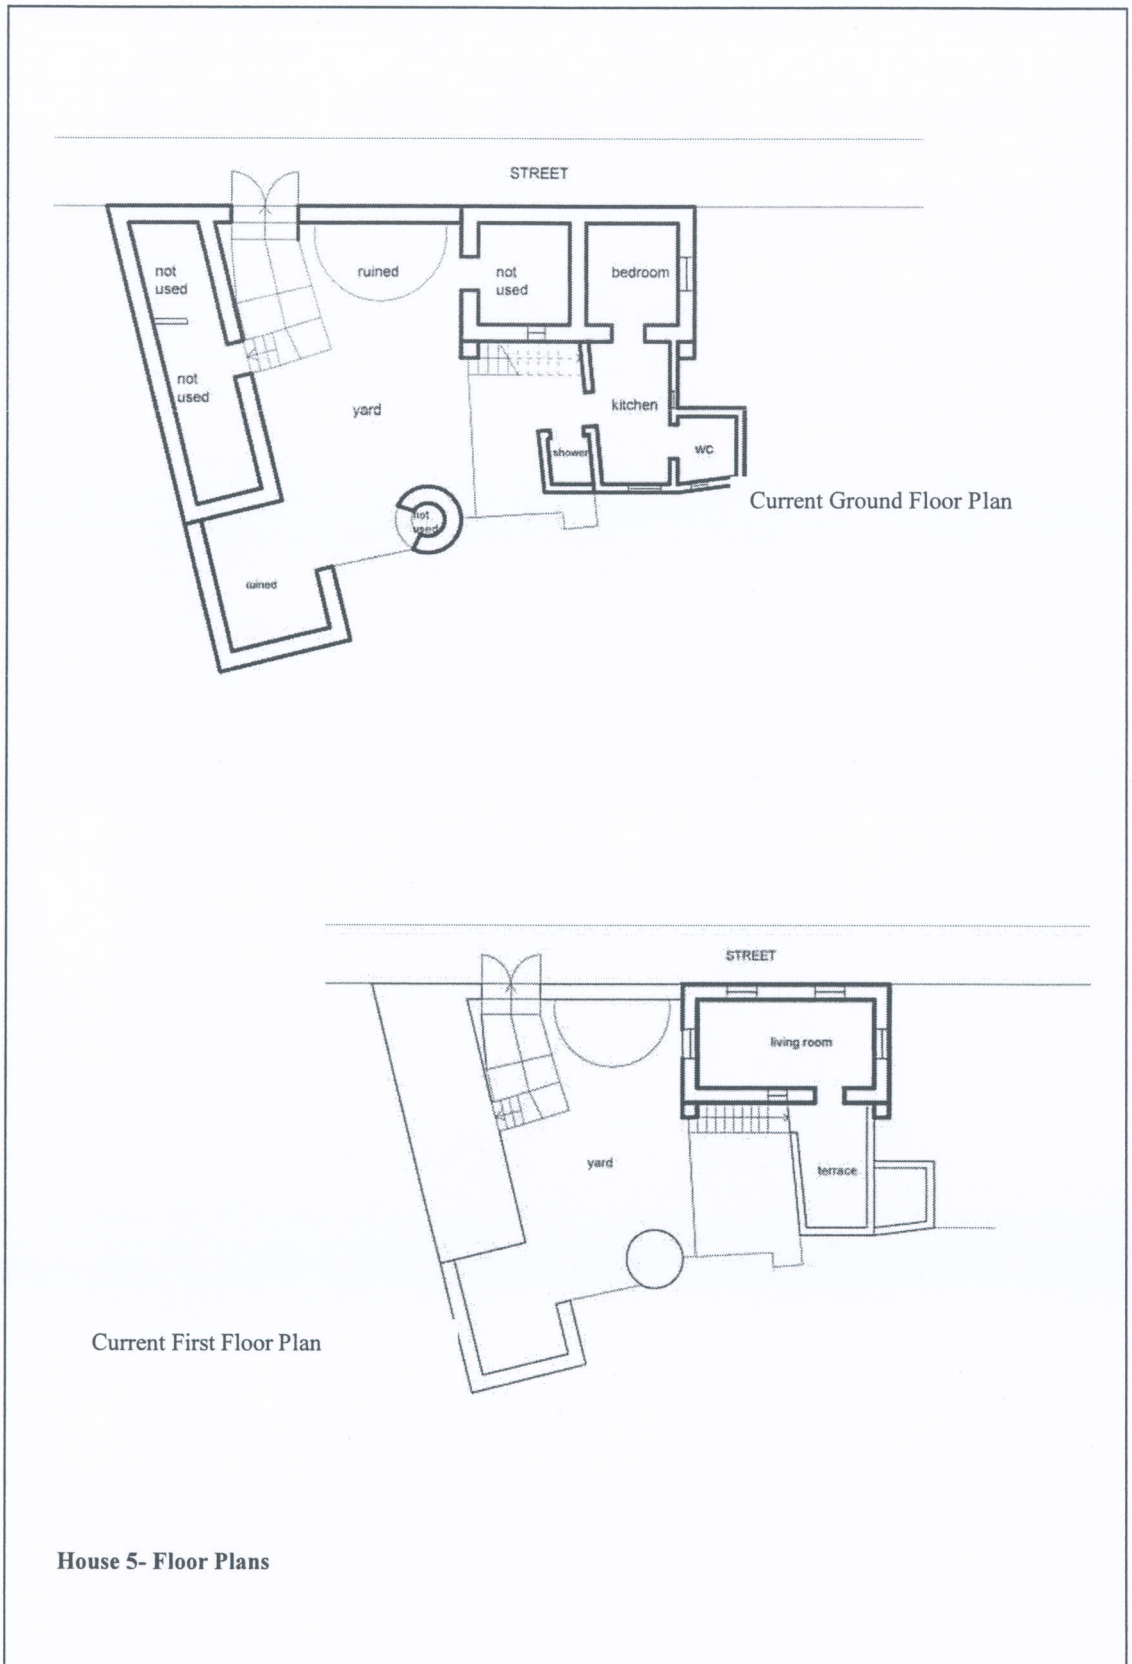 STREET
not
used
ruined
not
used
bedroom
not
used
yard
kitchen
shower
wc
not
used
Current Ground Floor Plan
ruined
STREET
living room
yard
terrace
Current First Floor Plan
House 5- Floor Plans